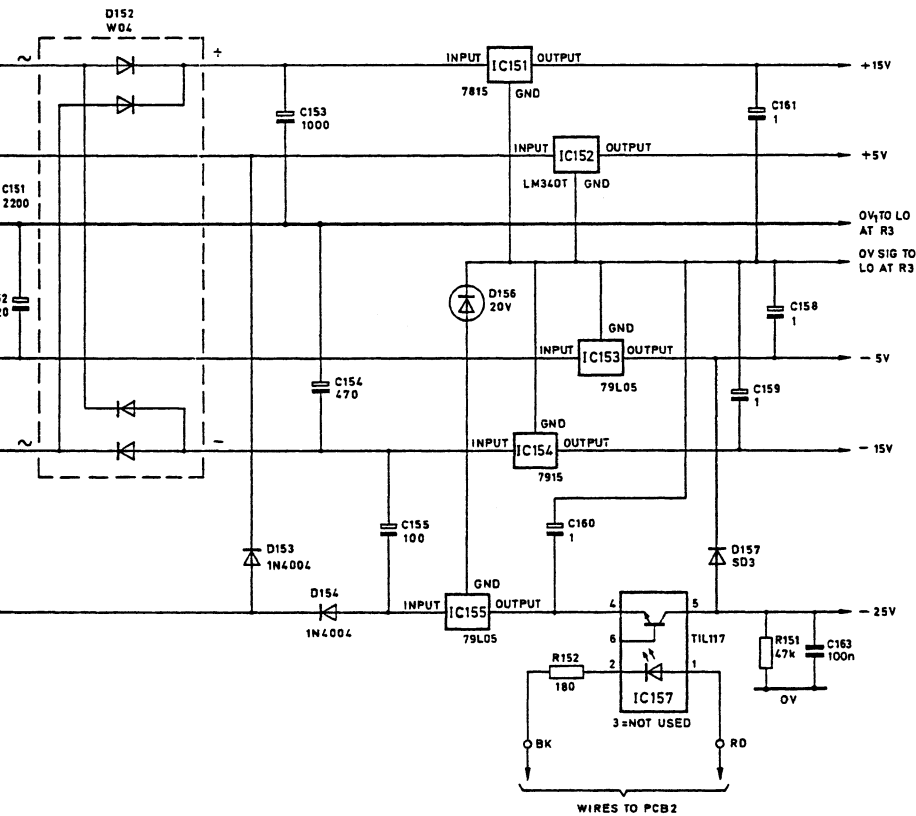 D152
W04
~
÷
INPUT
IC151
OUTPUT
+15V
7815
GND
C153
1000
C161
1
INPUT
IC152
OUTPUT
+5V
LM340T
GND
C151
2200
0V1 TO LO
AT R3
0V SIG TO
LO AT R3
D156
20V
C158
1
GND
INPUT
IC153
OUTPUT
-5V
79L05
C154
470
C159
1
GND
~
-
INPUT
IC154
OUTPUT
-15V
7915
C155
100
C160
1
D153
1N4004
D157
SD3
D154
1N4004
GND
INPUT
IC155
OUTPUT
79L05
4
5
-25V
6
TIL117
R151
47k
C163
100n
R152
180
2
1
IC157
0V
3=NOT USED
BK
RD
WIRES TO PCB2